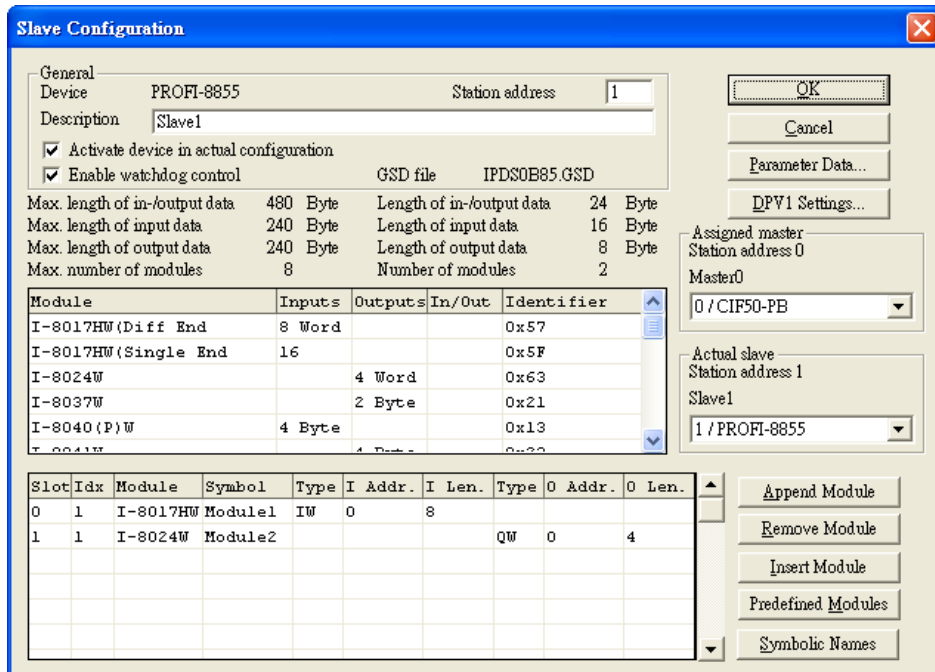 Slave Configuration
General
Device PROFI-8855 Station address 1
Description Slave1
Activate device in actual configuration
Enable watchdog control GSD file IPDS0B85.GSD
Max. length of in-/output data 480 Byte Length of in-/output data 24 Byte
Max. length of input data 240 Byte Length of input data 16 Byte
Max. length of output data 240 Byte Length of output data 8 Byte
Max. number of modules 8 Number of modules 2
OK
Cancel
Parameter Data...
DPV1 Settings...
Assigned master
Station address 0
Master0
0 / CIF50-PB
Actual slave
Station address 1
Slave1
1 / PROFI-8855
Module Inputs Outputs In/Out Identifier
I-8017HW(Diff End 8 Word 0x57
I-8017HW(Single End 16 0x5F
I-8024W 4 Word 0x63
I-8037W 2 Byte 0x21
I-8040(P)W 4 Byte 0x13
Slot Idx Module Symbol Type I Addr. I Len. Type O Addr. O Len.
0 1 I-8017HW Module1 IW 0 8
1 1 I-8024W Module2 QW 0 4
Append Module
Remove Module
Insert Module
Predefined Modules
Symbolic Names